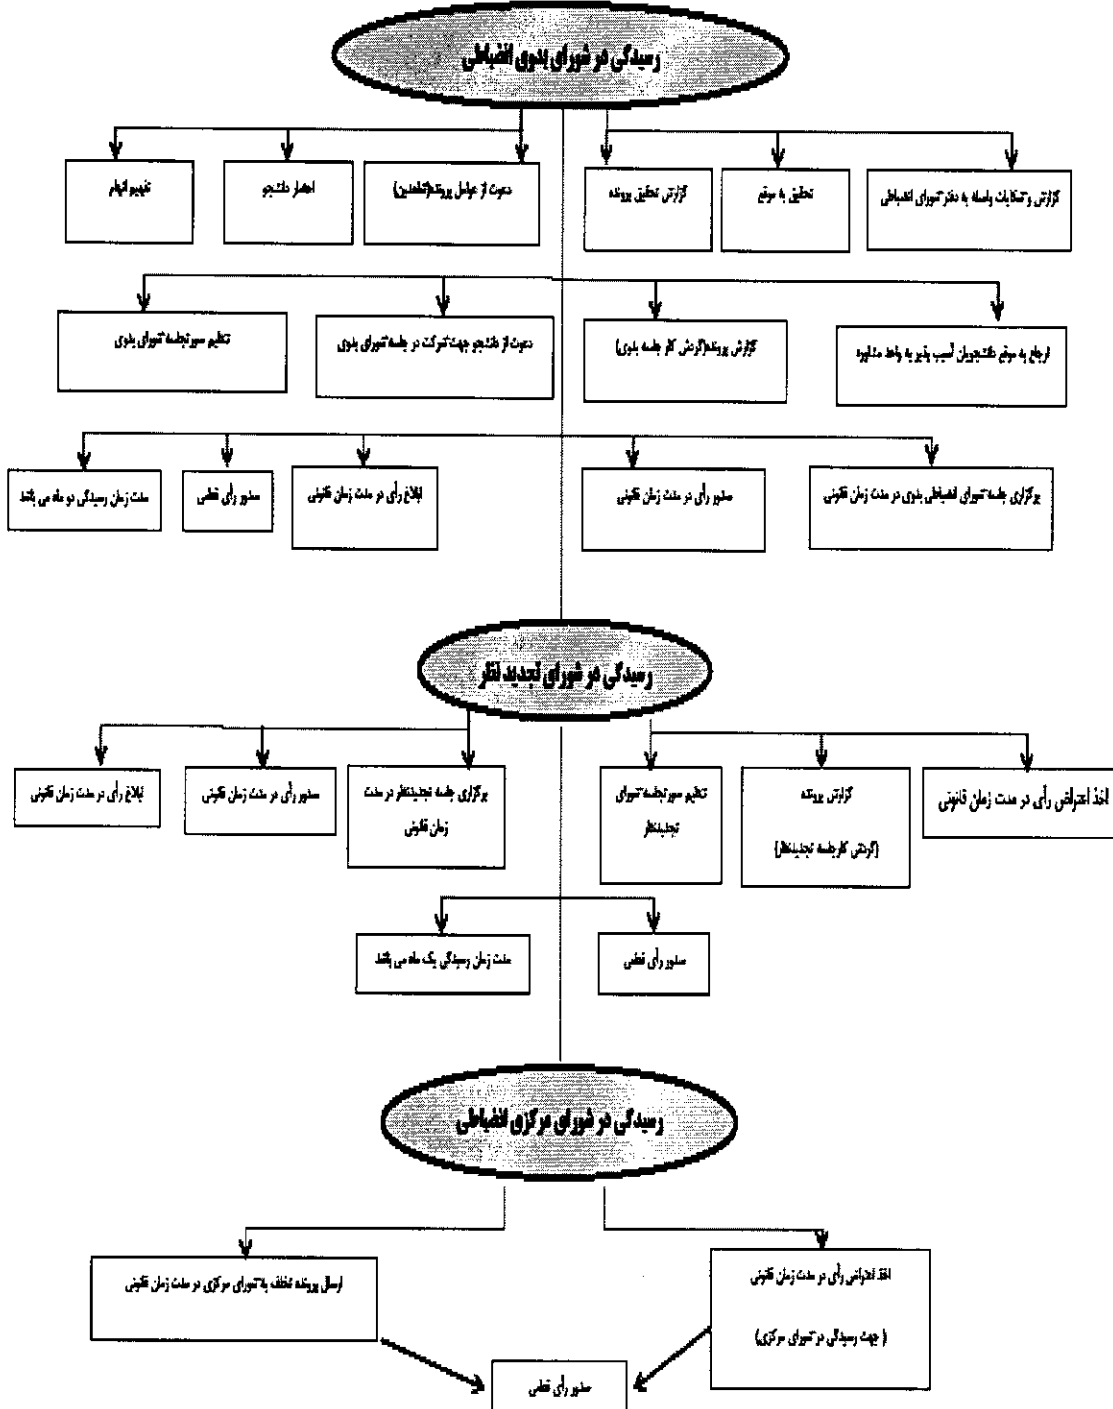 رسیدگی در شورای بدوی انضباطی
گزارش و شکایات واصله به دفتر شورای انضباطی
تحقیق به موقع
گزارش تحقیق پرونده
دعوت از عوامل پرونده(شاهدین)
احضار دانشجو
تفهیم اتهام
ارجاع به موقع دانشجویان آسیب پذیر به واحد مشاوره
گزارش پرونده(گردش کار جلسه بدوی)
دعوت از دانشجو جهت شرکت در جلسه شورای بدوی
تنظیم صورتجلسه شورای بدوی
برگزاری جلسه شورای انضباطی بدوی در مدت زمان قانونی
صدور رأی در مدت زمان قانونی
ابلاغ رأی در مدت زمان قانونی
صدور رأی قطعی
مدت زمان رسیدگی دو ماه می باشد
رسیدگی در شورای تجدید نظر
اخذ اعتراض رأی در مدت زمان قانونی
گزارش پرونده
(گردش کار جلسه تجدیدنظر)
تنظیم صورتجلسه شورای
تجدیدنظر
برگزاری جلسه تجدیدنظر در مدت
زمان قانونی
صدور رأی در مدت زمان قانونی
ابلاغ رأی در مدت زمان قانونی
صدور رأی قطعی
مدت زمان رسیدگی یک ماه می باشد
رسیدگی در شورای مرکزی انضباطی
اخذ اعتراض رأی در مدت زمان قانونی
( جهت رسیدگی در شورای مرکزی)
ارسال پرونده تخلف به شورای مرکزی در مدت زمان قانونی
صدور رأی قطعی